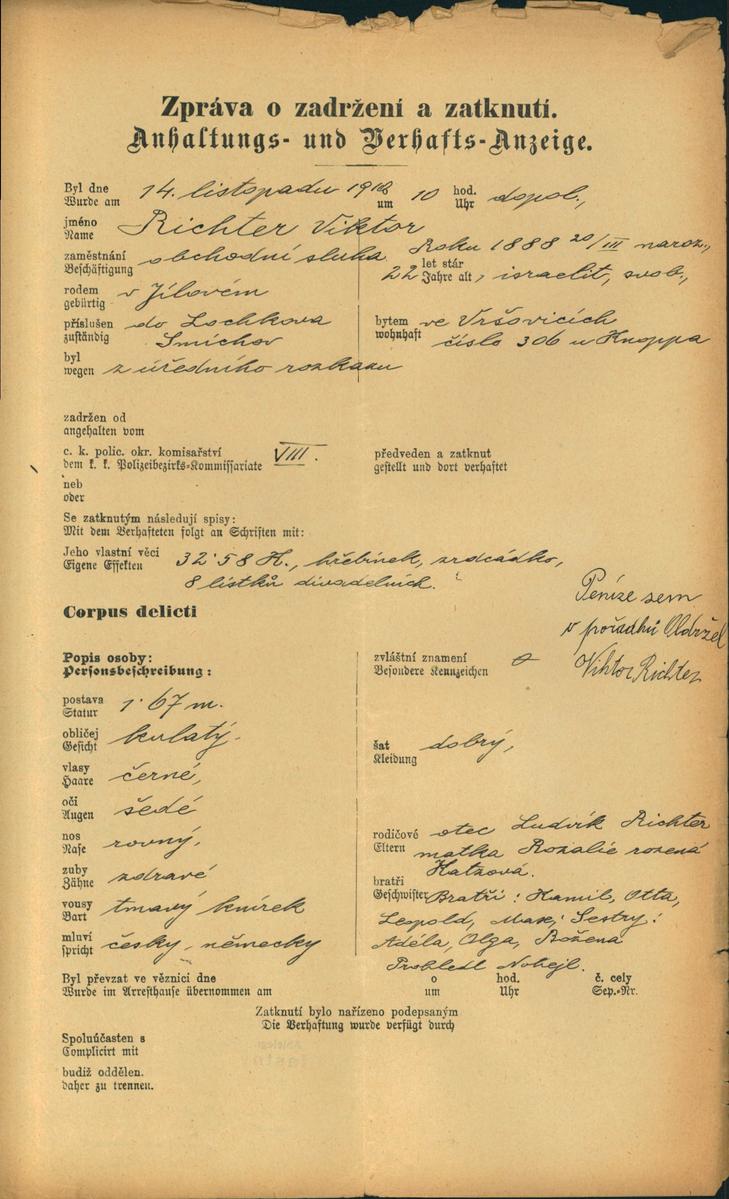 Zpráva o zadržení a zatknutí.
Anhaltungs- und Verhafts-Anzeige.
Byl dne 14. listopadu 191 um 10 hod. dopol.,
Wurde am Uhr
jméno Richter Viktor
Name
zaměstnání obchodní sluha Roku 1888 20/III naroz.,
Beschäftigung 22 let stár israelit, svob.,
Jahre alt,
rodem v Jílovém
gebürtig
příslušen do Lochkova bytem ve Vršovicích
zuständig Smíchov wohnhaft číslo 306 u Knoppa
byl z úředního rozkazu
wegen
zadržen od
angehalten vom
c. k. polic. okr. komisařství VIII. předveden a zatknut
dem k. k. Polizeibezirks-Kommissariate gestellt und dort verhaftet
neb
oder
Se zatknutým následují spisy:
Mit dem Verhafteten folgt an Schriften mit:
Jeho vlastní věci 32·58 H., hřebínek, zrdcádko,
Eigene Effekten 8 lístků divadelních.
Peníze sem
v pořadků Oldržel
Viktor Richter
Corpus delicti
Popis osoby: zvláštní znamení
Personsbeschreibung: Besondere Kennzeichen
postava 1·67 m.
Statur
obličej kulatý. šat dobrý,
Gesicht Kleidung
vlasy černé,
Haare
oči šedé
Augen
nos rovný, rodičové otec Ludvík Richter
Nase Eltern matka Rozalie rozená
zuby zdravé Katzová.
Zähne bratři
vousy tmavý knírek Geschwister Bratři: Kamil, Otta,
Bart Leopold, Max; Sestry:
mluví česky, německy Adéla, Olga, Božena
spricht Prohledl Nohejl.
Byl převzat ve věznici dne o hod. č. cely
Wurde im Arresthause übernommen am um Uhr Sep.-Nr.
Zatknutí bylo nařízeno podepsaným
Die Verhaftung wurde verfügt durch
Spoluúčasten s
Complicirt mit
budiž oddělen.
daher zu trennen.